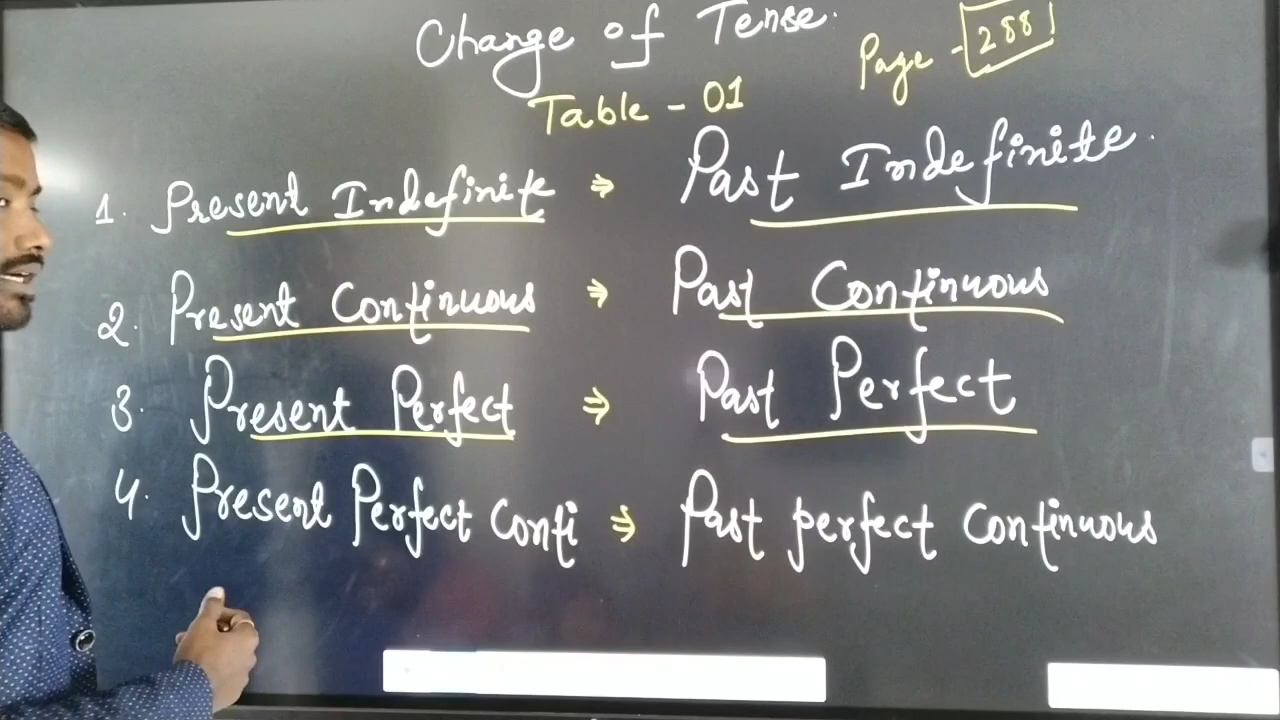 Change of Tense.
Page - 288
Table - 01
1. Present Indefinite ⇒ Past Indefinite.
2. Present Continuous ⇒ Past Continuous
3. Present Perfect ⇒ Past Perfect
4. Present Perfect Conti ⇒ Past perfect continuous